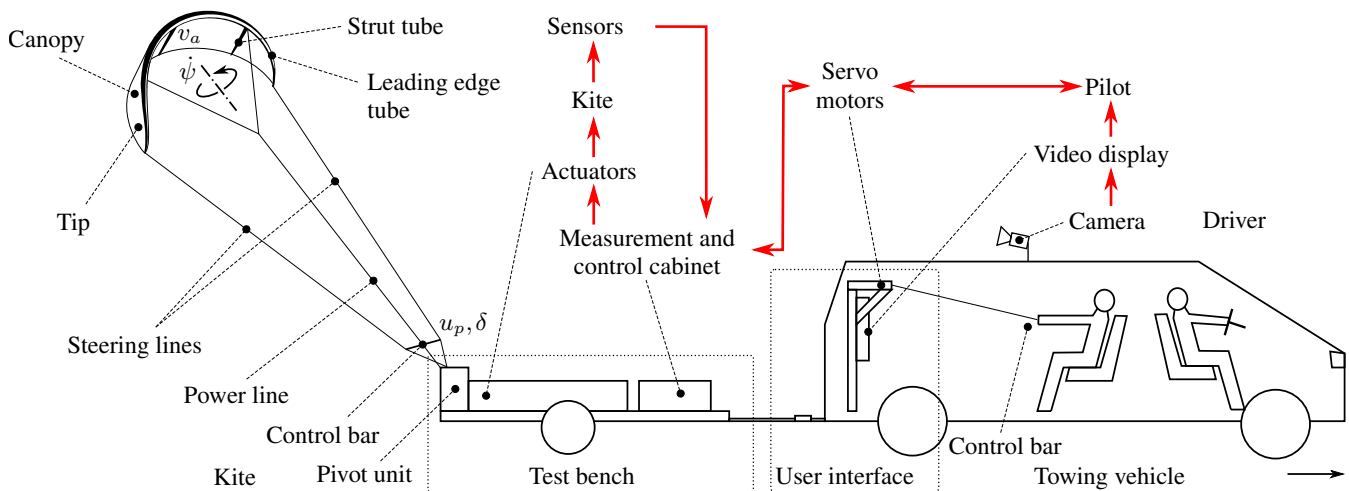 Canopy
v_a
ψ̇
Strut tube
Leading edge
tube
Tip
Steering lines
Power line
Control bar
Pivot unit
u_p, δ
Sensors
Kite
Actuators
Measurement and
control cabinet
Servo
motors
Pilot
Video display
Camera
Driver
Control bar
Kite
Test bench
User interface
Towing vehicle